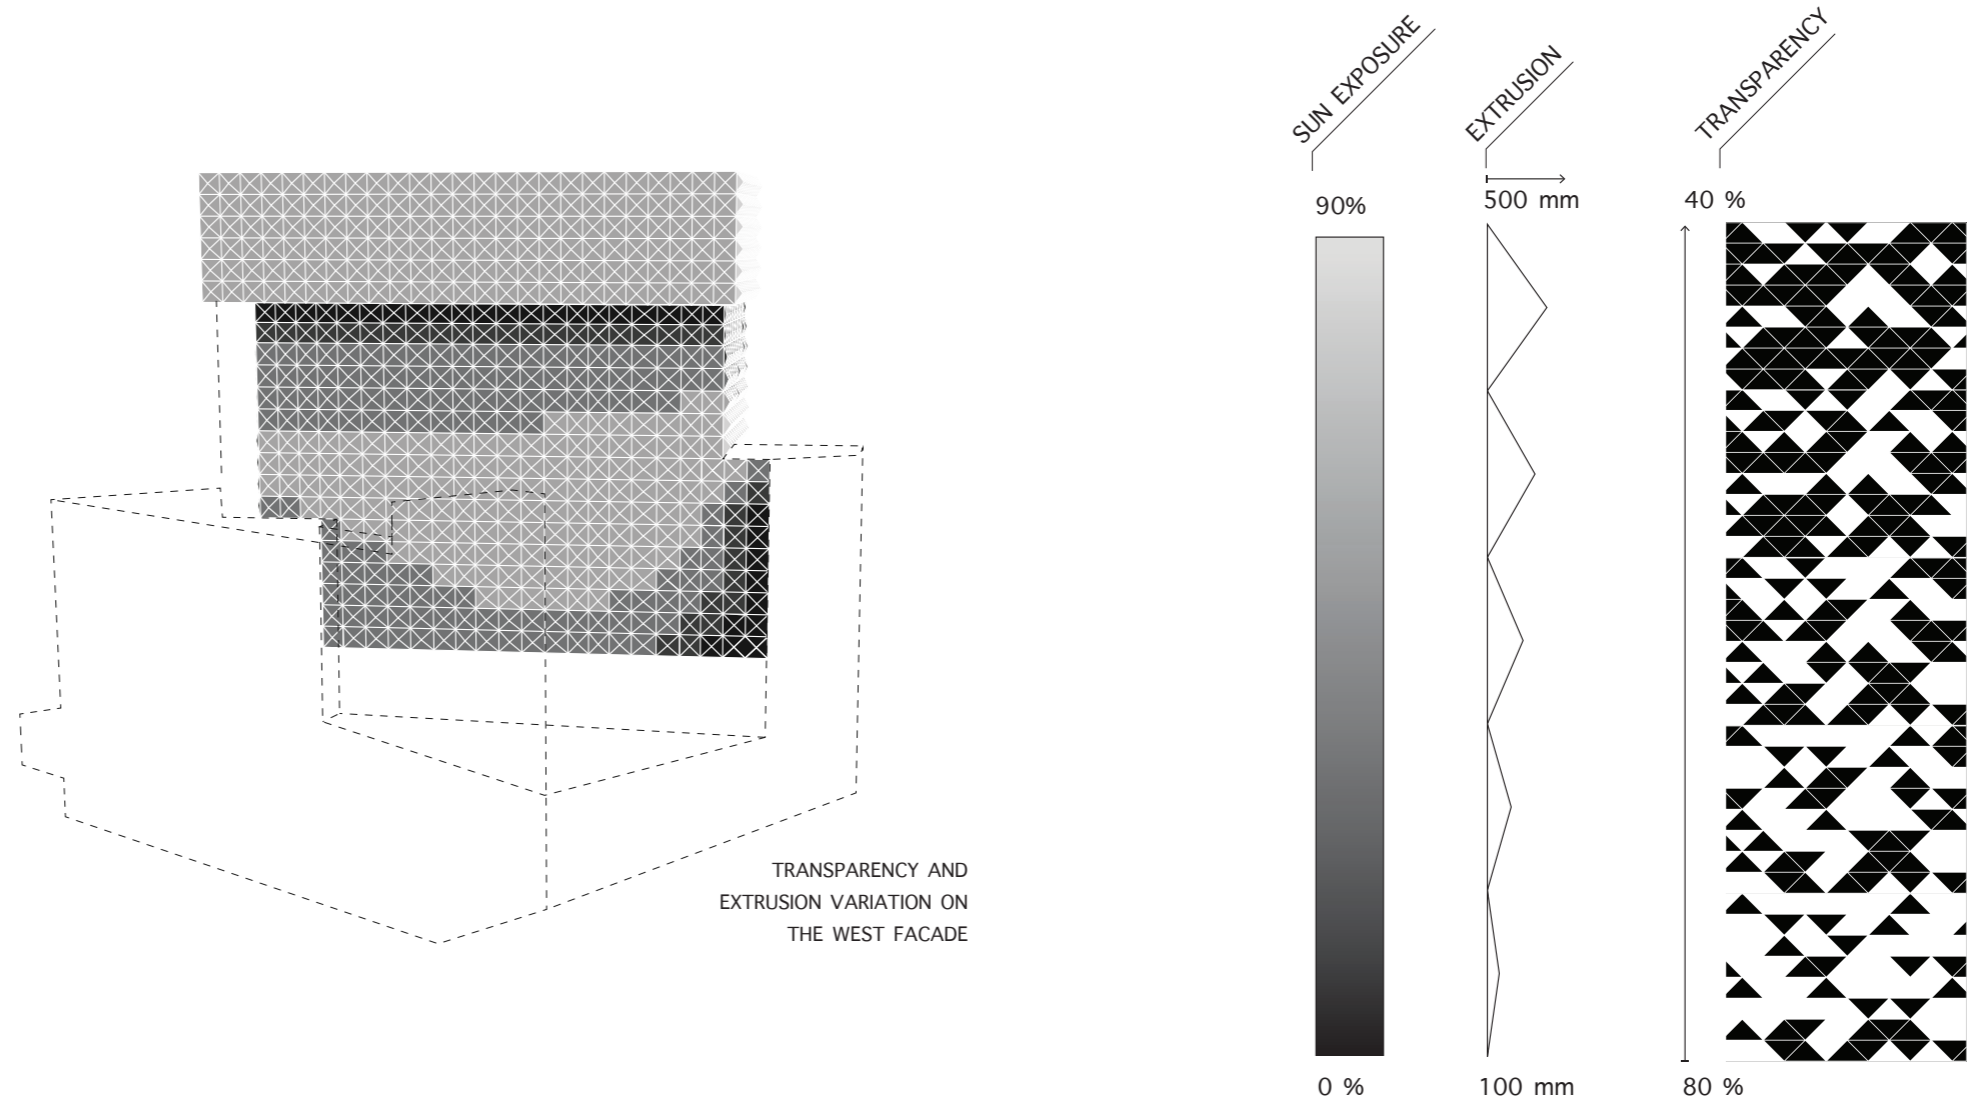 SUN EXPOSURE
EXTRUSION
TRANSPARENCY
90%
500 mm
40 %
TRANSPARENCY AND
EXTRUSION VARIATION ON
THE WEST FACADE
0 %
100 mm
80 %